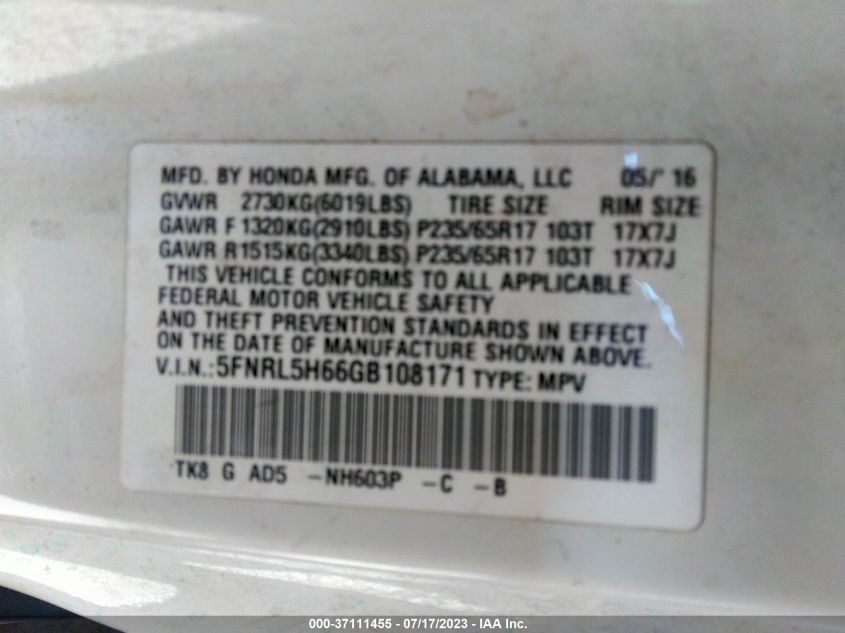 MFD. BY HONDA MFG. OF ALABAMA, LLC 05/' 16
GVWR 2730KG(6019LBS) TIRE SIZE RIM SIZE
GAWR F 1320KG(2910LBS) P235/65R17 103T 17X7J
GAWR R1515KG(3340LBS) P235/65R17 103T 17X7J
THIS VEHICLE CONFORMS TO ALL APPLICABLE
FEDERAL MOTOR VEHICLE SAFETY
AND THEFT PREVENTION STANDARDS IN EFFECT
ON THE DATE OF MANUFACTURE SHOWN ABOVE.
V.I.N.: 5FNRL5H66GB108171 TYPE: MPV
TK8 G AD5 -NH603P -C -B
000-37111455 - 07/17/2023 - IAA Inc.